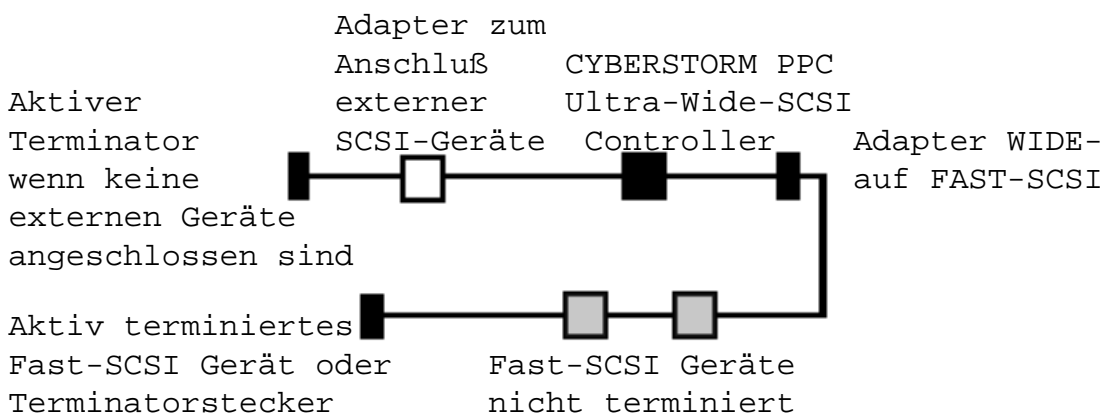 Adapter zum
Anschluß
externer
SCSI-Geräte
CYBERSTORM PPC
Ultra-Wide-SCSI
Controller
Aktiver
Terminator
wenn keine
externen Geräte
angeschlossen sind
Adapter WIDE-
auf FAST-SCSI
Aktiv terminiertes
Fast-SCSI Gerät oder
Terminatorstecker
Fast-SCSI Geräte
nicht terminiert